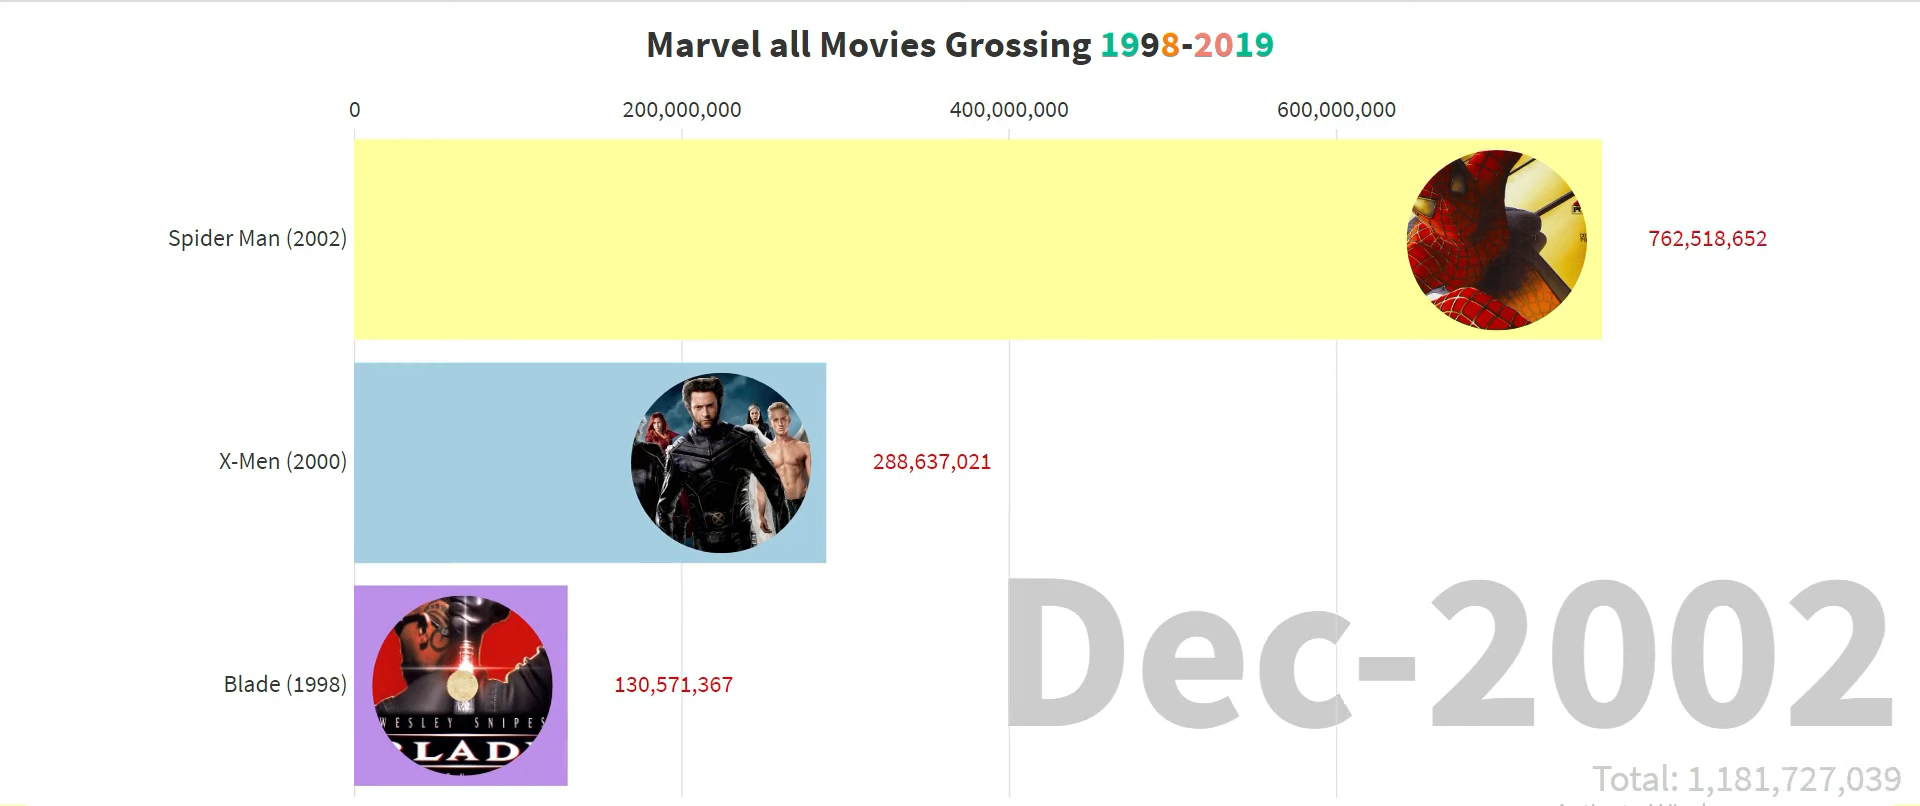 Marvel all Movies Grossing 1998-2019
0 200,000,000 400,000,000 600,000,000
Spider Man (2002) 762,518,652
X-Men (2000) 288,637,021
Blade (1998) 130,571,367
WESLEY SNIPES
BLADE
Dec-2002
Total: 1,181,727,039